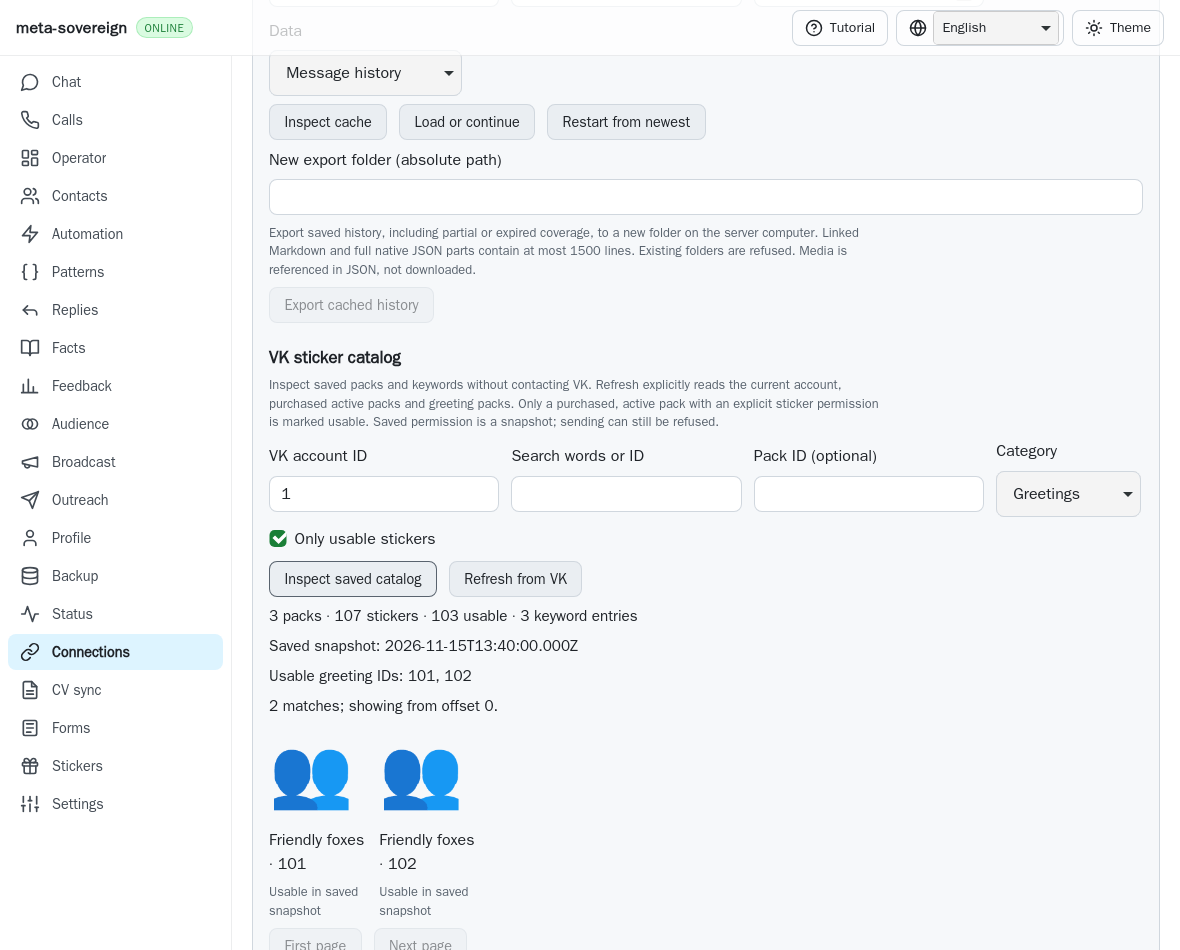 meta-sovereign ONLINE
Tutorial
English
Theme
Chat
Calls
Operator
Contacts
Automation
Patterns
Replies
Facts
Feedback
Audience
Broadcast
Outreach
Profile
Backup
Status
Connections
CV sync
Forms
Stickers
Settings
Data
Message history
Inspect cache Load or continue Restart from newest
New export folder (absolute path)
Export saved history, including partial or expired coverage, to a new folder on the server computer. Linked
Markdown and full native JSON parts contain at most 1500 lines. Existing folders are refused. Media is
referenced in JSON, not downloaded.
Export cached history
VK sticker catalog
Inspect saved packs and keywords without contacting VK. Refresh explicitly reads the current account,
purchased active packs and greeting packs. Only a purchased, active pack with an explicit sticker permission
is marked usable. Saved permission is a snapshot; sending can still be refused.
VK account ID Search words or ID Pack ID (optional) Category
1 Greetings
Only usable stickers
Inspect saved catalog Refresh from VK
3 packs · 107 stickers · 103 usable · 3 keyword entries
Saved snapshot: 2026-11-15T13:40:00.000Z
Usable greeting IDs: 101, 102
2 matches; showing from offset 0.
Friendly foxes
· 101
Usable in saved
snapshot
Friendly foxes
· 102
Usable in saved
snapshot
First page Next page